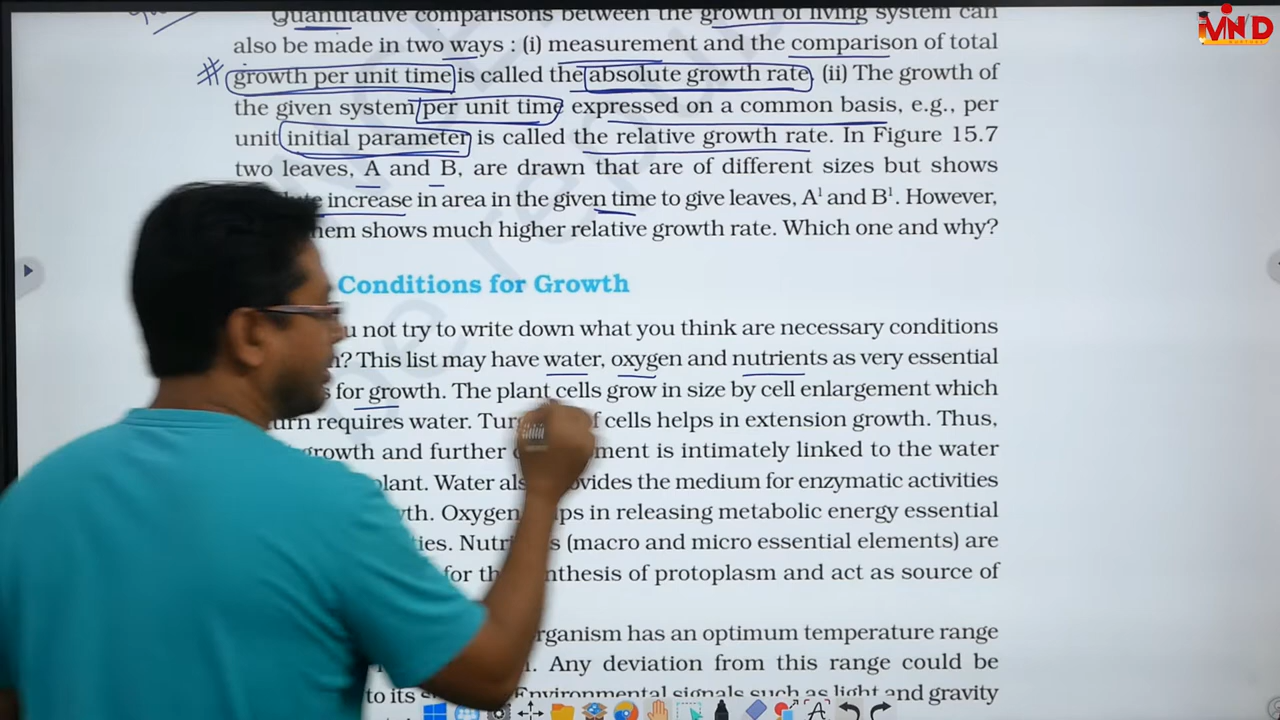 Quantitative comparisons between the growth of living system can
also be made in two ways : (i) measurement and the comparison of total
# growth per unit time is called the absolute growth rate. (ii) The growth of
the given system per unit time expressed on a common basis, e.g., per
unit initial parameter is called the relative growth rate. In Figure 15.7
two leaves, A and B, are drawn that are of different sizes but shows
increase in area in the given time to give leaves, A¹ and B¹. However,
hem shows much higher relative growth rate. Which one and why?
Conditions for Growth
u not try to write down what you think are necessary conditions
? This list may have water, oxygen and nutrients as very essential
for growth. The plant cells grow in size by cell enlargement which
urn requires water. Tur f cells helps in extension growth. Thus,
growth and further ment is intimately linked to the water
plant. Water als ovides the medium for enzymatic activities
th. Oxygen lps in releasing metabolic energy essential
ties. Nutri s (macro and micro essential elements) are
for th nthesis of protoplasm and act as source of
rganism has an optimum temperature range
. Any deviation from this range could be
to its Environmental signals such as light and gravity
MIND